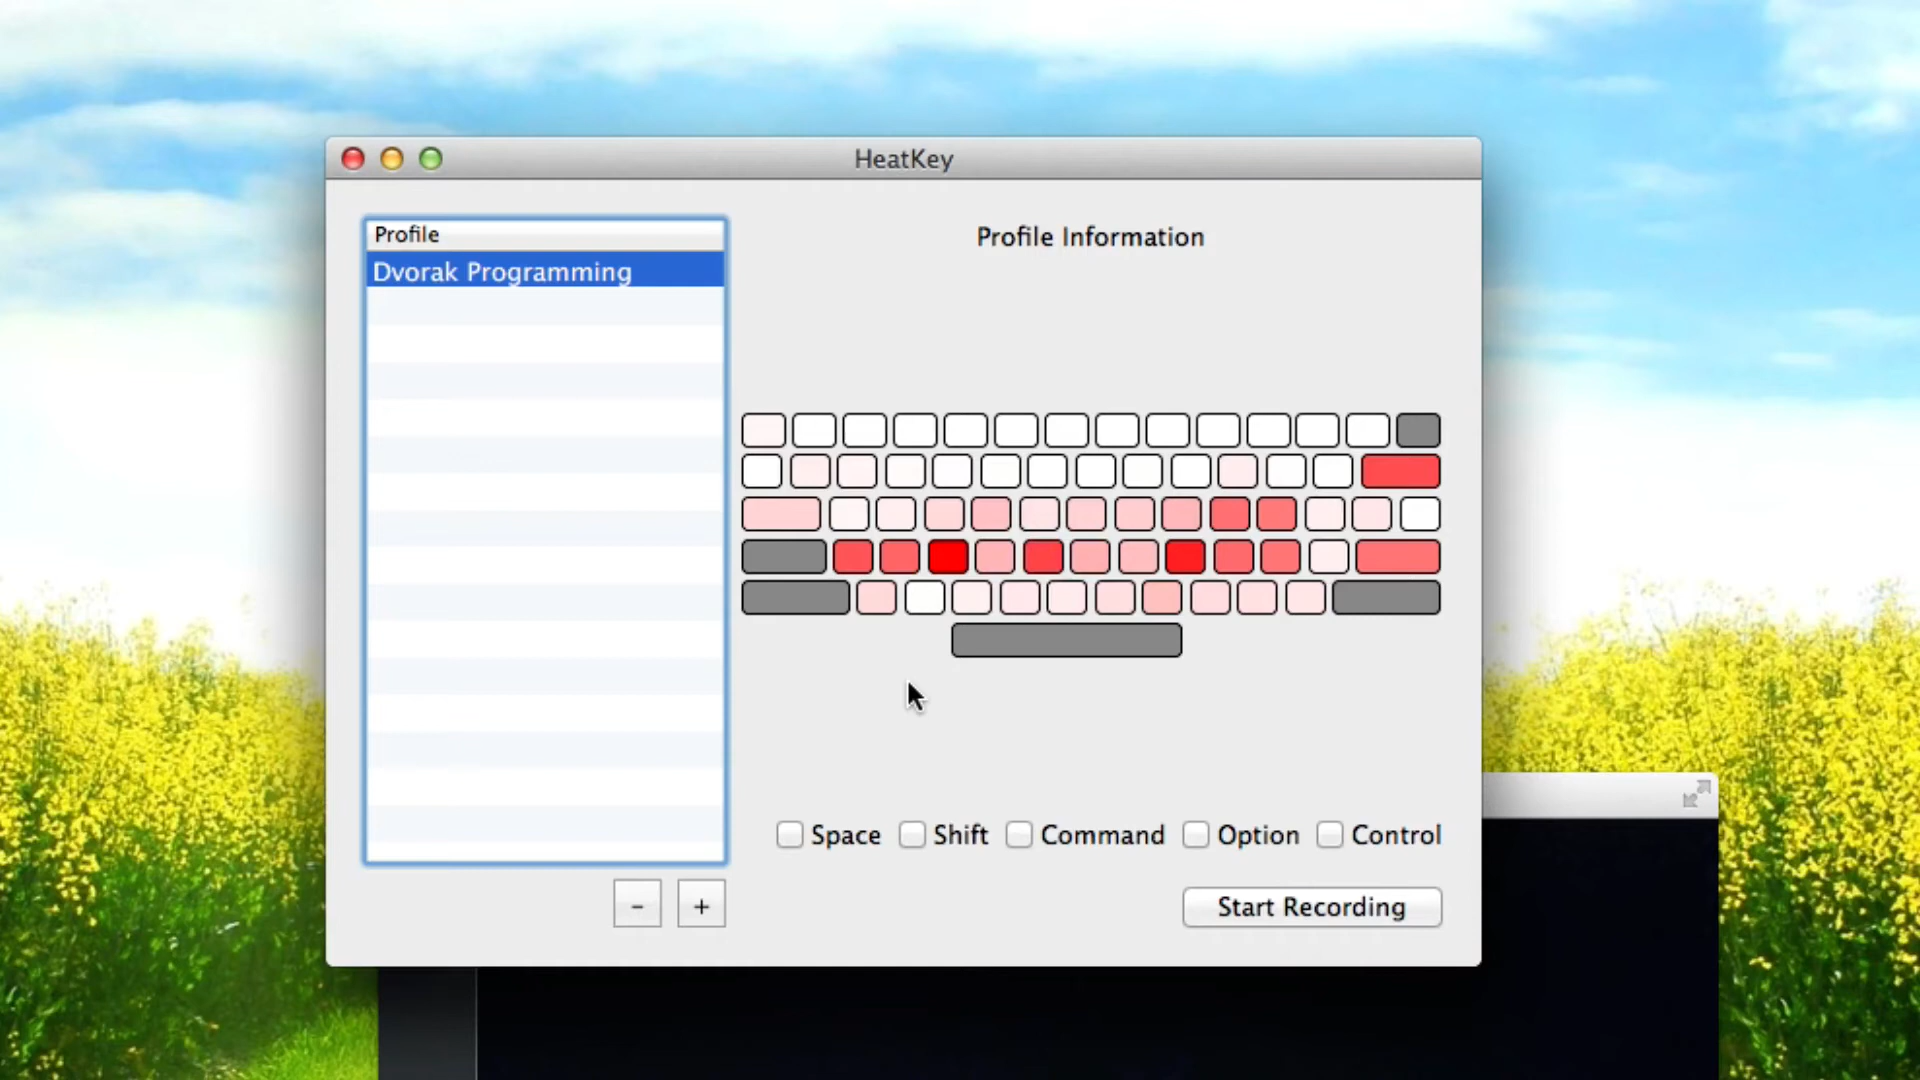 HeatKey
Profile
Profile Information
Dvorak Programming
Space Shift Command Option Control
- +
Start Recording